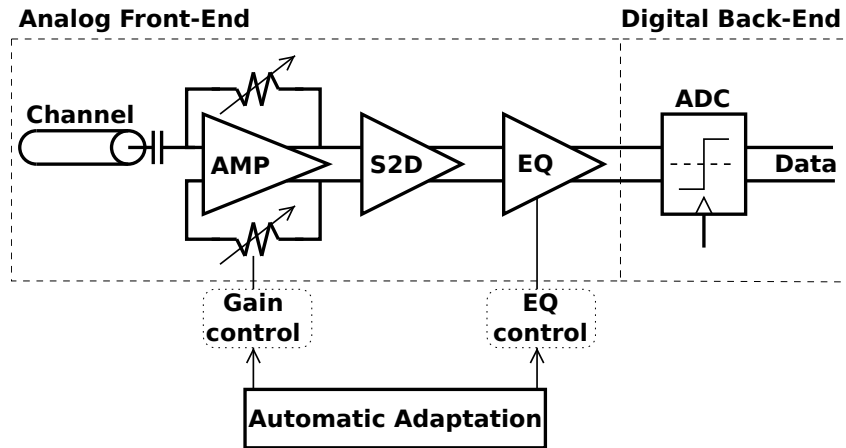 Analog Front-End
Digital Back-End
Channel
AMP
S2D
EQ
ADC
Data
Gain
control
EQ
control
Automatic Adaptation